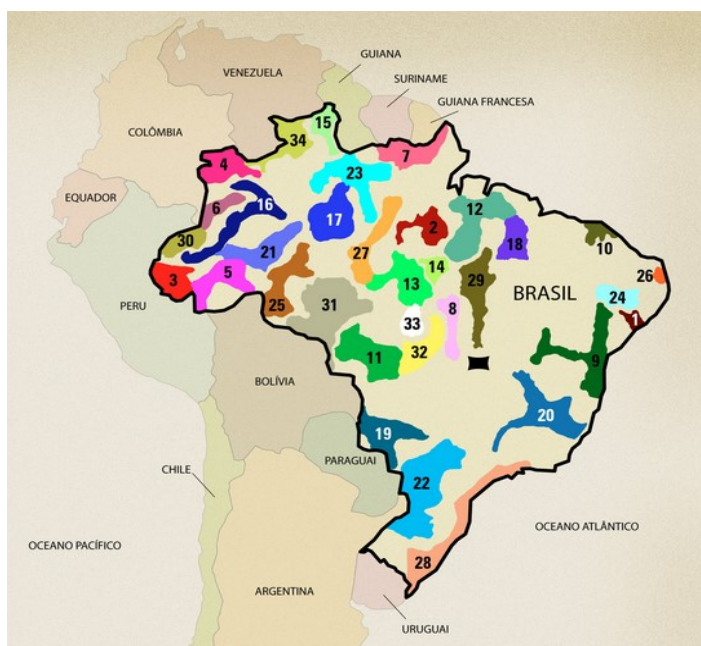 GUIANA
VENEZUELA
SURINAME
GUIANA FRANCESA
15
COLÔMBIA
34
7
4
23
EQUADOR
6
16
12
17
2
18
30
21
27
10
14
26
3
5
13
29
25
BRASIL
24
PERU
31
8
1
33
11
32
9
BOLÍVIA
20
19
PARAGUAI
CHILE
22
OCEANO ATLÂNTICO
OCEANO PACÍFICO
28
ARGENTINA
URUGUAI